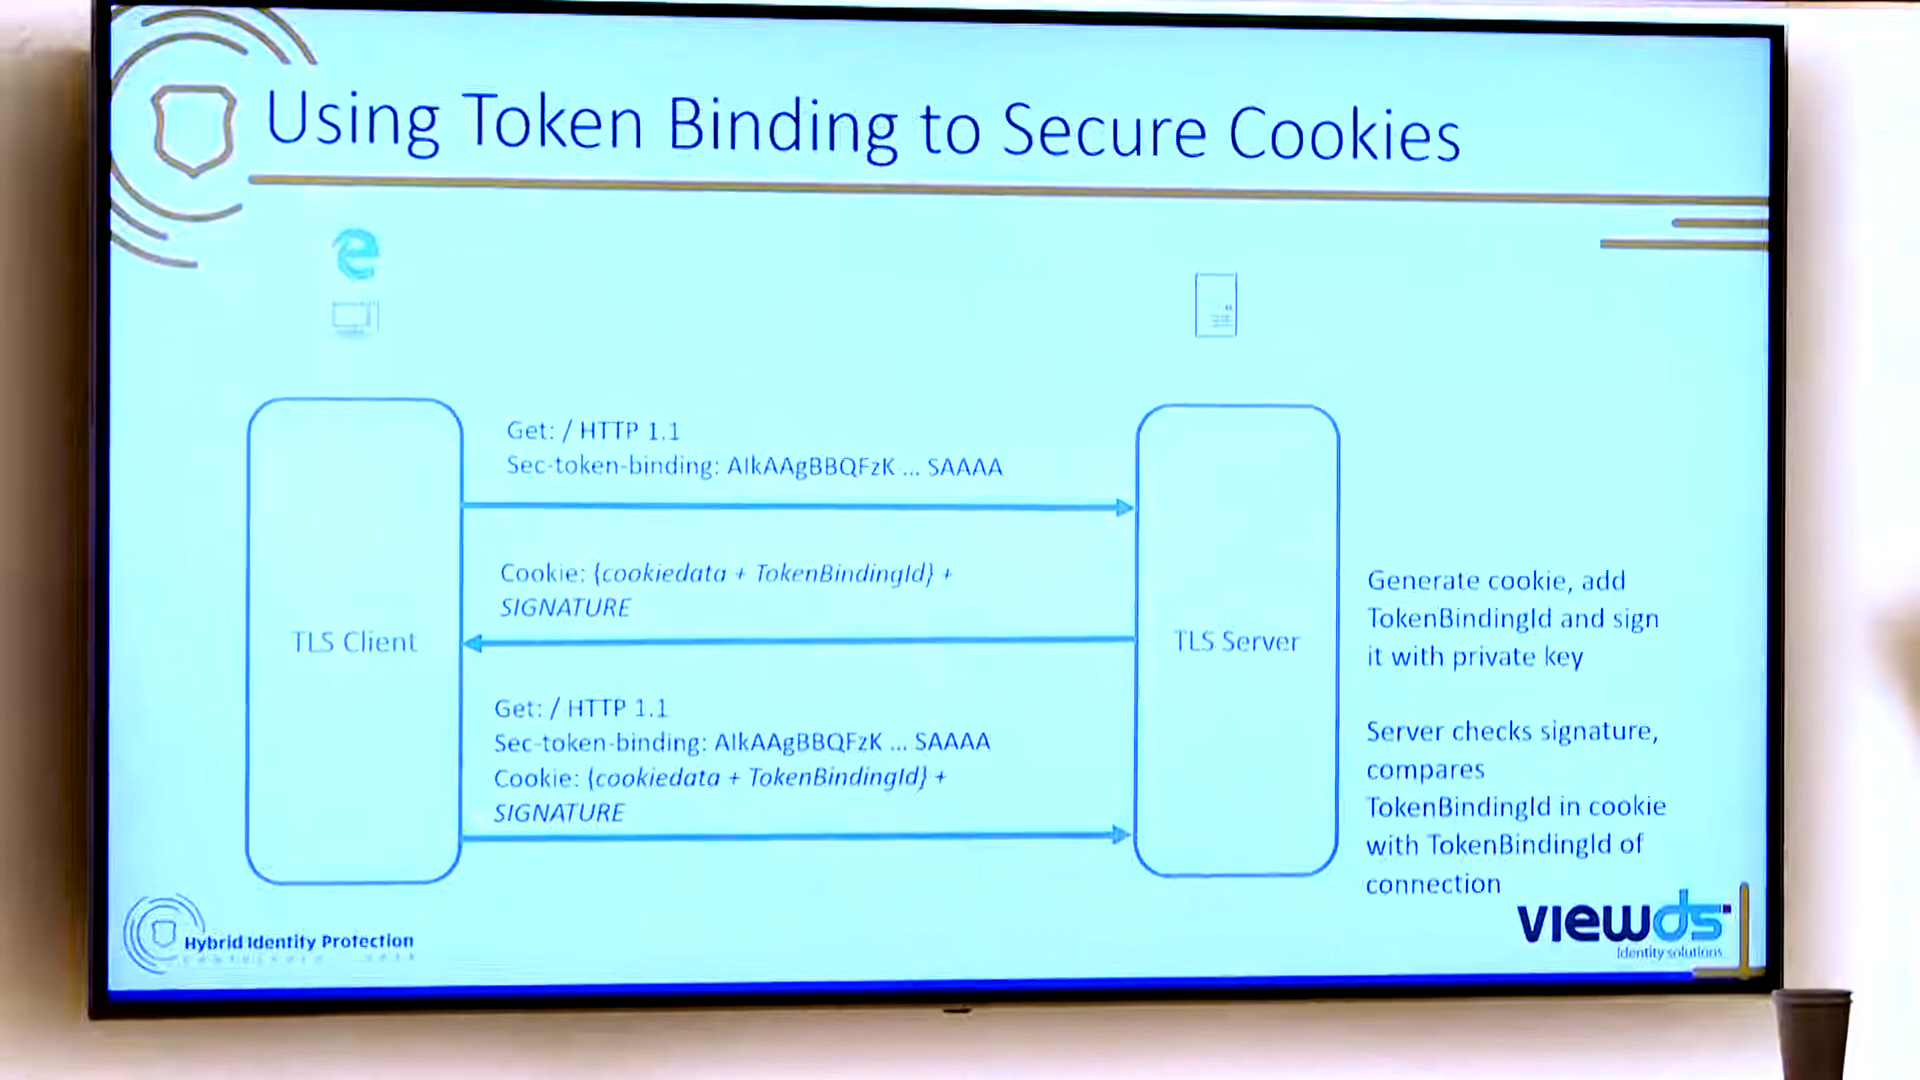 Using Token Binding to Secure Cookies
Get: / HTTP 1.1
Sec-token-binding: AIkAAgBBQFzK ... SAAAA
Cookie: {cookiedata + TokenBindingId} +
SIGNATURE
TLS Client
TLS Server
Generate cookie, add
TokenBindingId and sign
it with private key
Get: / HTTP 1.1
Sec-token-binding: AIkAAgBBQFzK ... SAAAA
Cookie: {cookiedata + TokenBindingId} +
SIGNATURE
Server checks signature,
compares
TokenBindingId in cookie
with TokenBindingId of
connection
Hybrid Identity Protection
viewds
Identity solutions